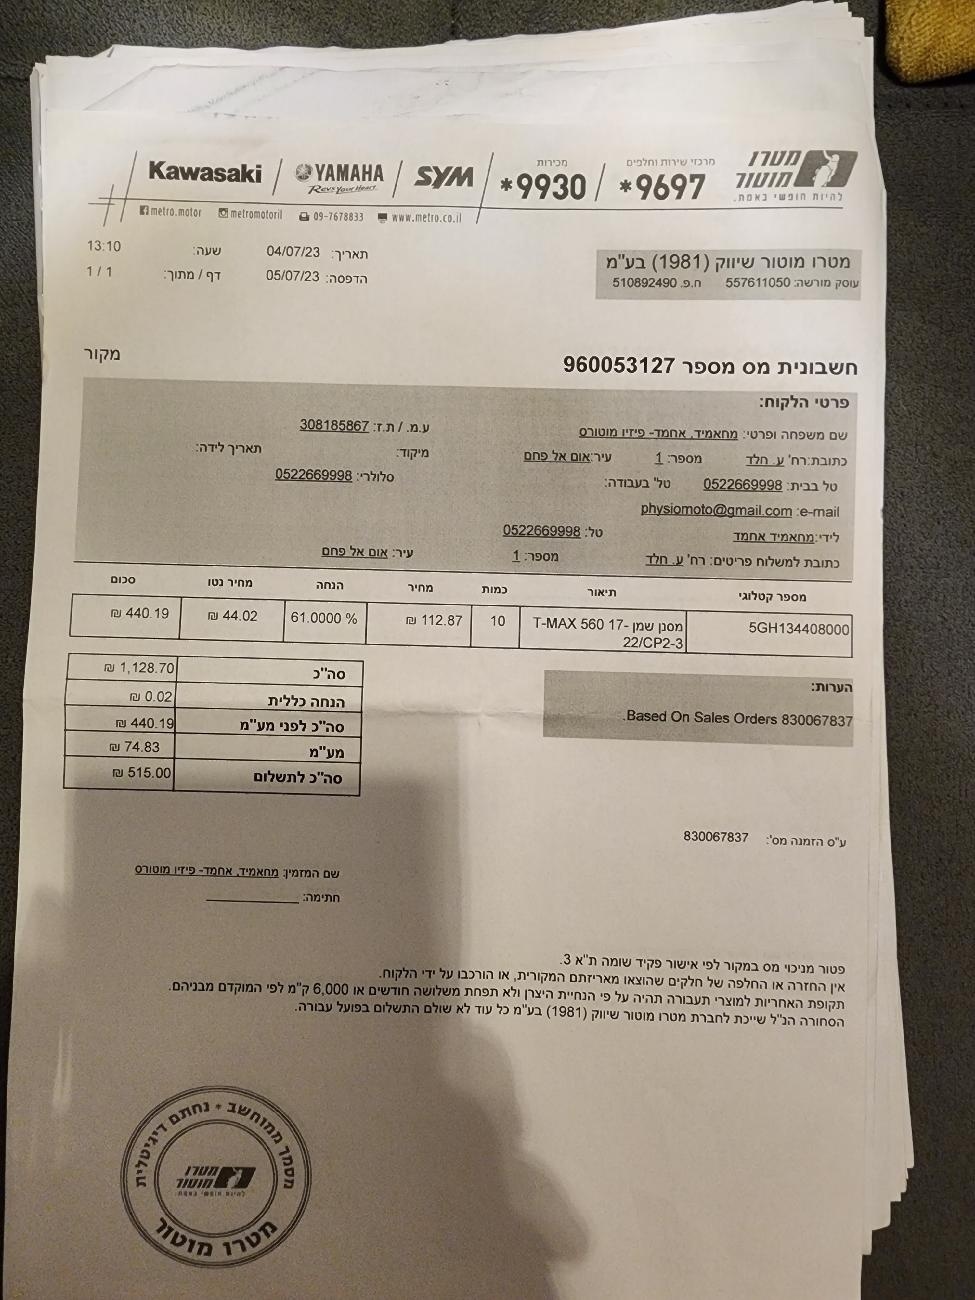 Kawasaki / YAMAHA Revs Your Heart / SYM
מכירות *9930 / מרכזי שירות וחלפים *9697
מטרו מוטור
להיות חופשי באמת.
metro.motor metromotoril 09-7678833 www.metro.co.il
תאריך: 04/07/23 שעה: 13:10
הדפסה: 05/07/23 דף / מתוך: 1 / 1
מטרו מוטור שיווק (1981) בע"מ
עוסק מורשה: 557611050 ח.פ. 510892490
חשבונית מס מספר 960053127 מקור
פרטי הלקוח:
שם משפחה ופרטי: מחאמיד, אחמד- פיזיו מוטורס ע.מ. / ת.ז: 308185867
כתובת: רח' ע. חלד מספר: 1 עיר: אום אל פחם מיקוד: תאריך לידה:
טל בבית: 0522669998 טל' בעבודה: סלולרי: 0522669998
e-mail: physiomoto@gmail.com
לידי: מחאמיד אחמד טל: 0522669998
כתובת למשלוח פריטים: רח' ע. חלד מספר: 1 עיר: אום אל פחם
מספר קטלוגי תיאור כמות מחיר הנחה מחיר נטו סכום
5GH134408000 מסנן שמן T-MAX 560 17- 10 112.87 ₪ 61.0000 % 44.02 ₪ 440.19 ₪
22/CP2-3
סה"כ 1,128.70 ₪
הנחה כללית 0.02 ₪
סה"כ לפני מע"מ 440.19 ₪
מע"מ 74.83 ₪
סה"כ לתשלום 515.00 ₪
הערות:
Based On Sales Orders 830067837.
ע"ס הזמנה מס': 830067837
שם המזמין: מחאמיד, אחמד- פיזיו מוטורס
חתימה:
פטור מניכוי מס במקור לפי אישור פקיד שומה ת"א 3.
אין החזרה או החלפה של חלקים שהוצאו מאריזתם המקורית, או הורכבו על ידי הלקוח.
תקופת האחריות למוצרי תעבורה תהיה על פי הנחיית היצרן ולא תפחת משלושה חודשים או 6,000 ק"מ לפי המוקדם מבניהם.
הסחורה הנ"ל שייכת לחברת מטרו מוטור שיווק (1981) בע"מ כל עוד לא שולם התשלום בפועל עבורה.
מסמך ממוחשב * נחתם דיגיטלית
מטרו מוטור
להיות חופשי באמת.
מטרו מוטור